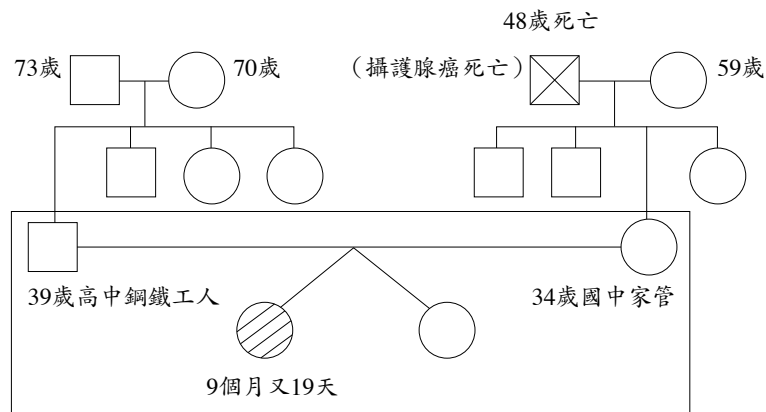 48歲死亡
73歲
70歲
（攝護腺癌死亡）
59歲
39歲高中鋼鐵工人
34歲國中家管
9個月又19天